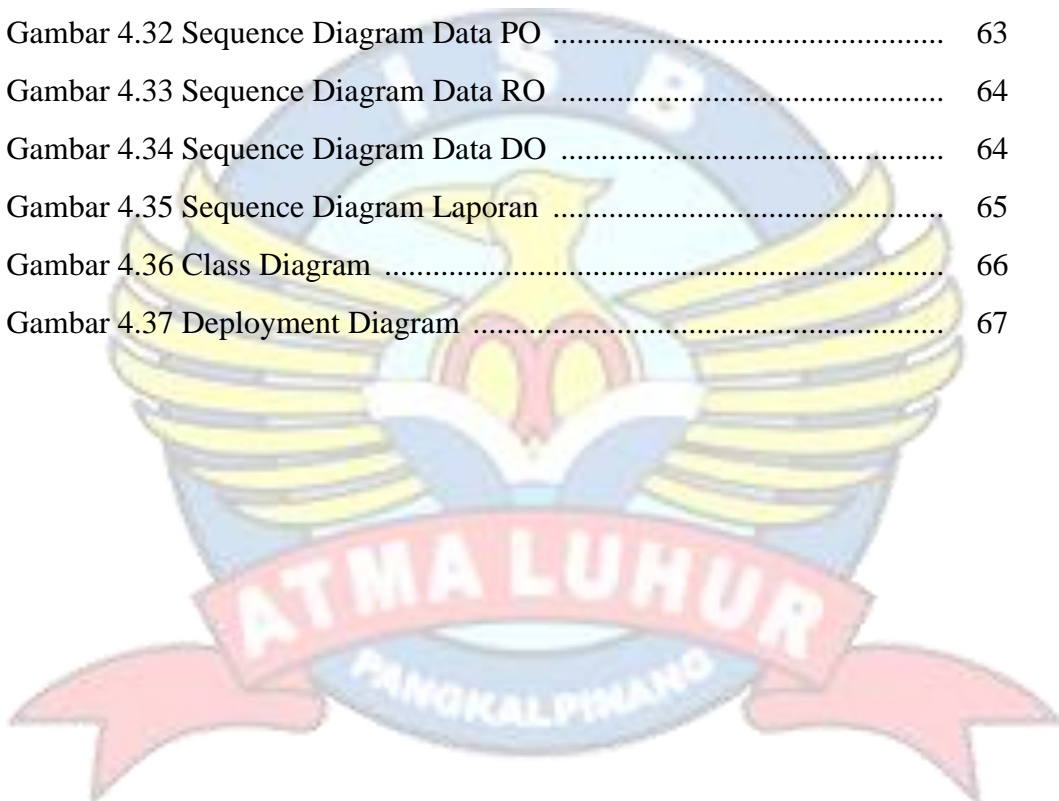 Gambar 4.32 Sequence Diagram Data PO .................................................. 63
Gambar 4.33 Sequence Diagram Data RO ................................................. 64
Gambar 4.34 Sequence Diagram Data DO ................................................. 64
Gambar 4.35 Sequence Diagram Laporan .................................................. 65
Gambar 4.36 Class Diagram ....................................................................... 66
Gambar 4.37 Deployment Diagram ............................................................ 67
I S B
ATMA LUHUR
PANGKALPINANG